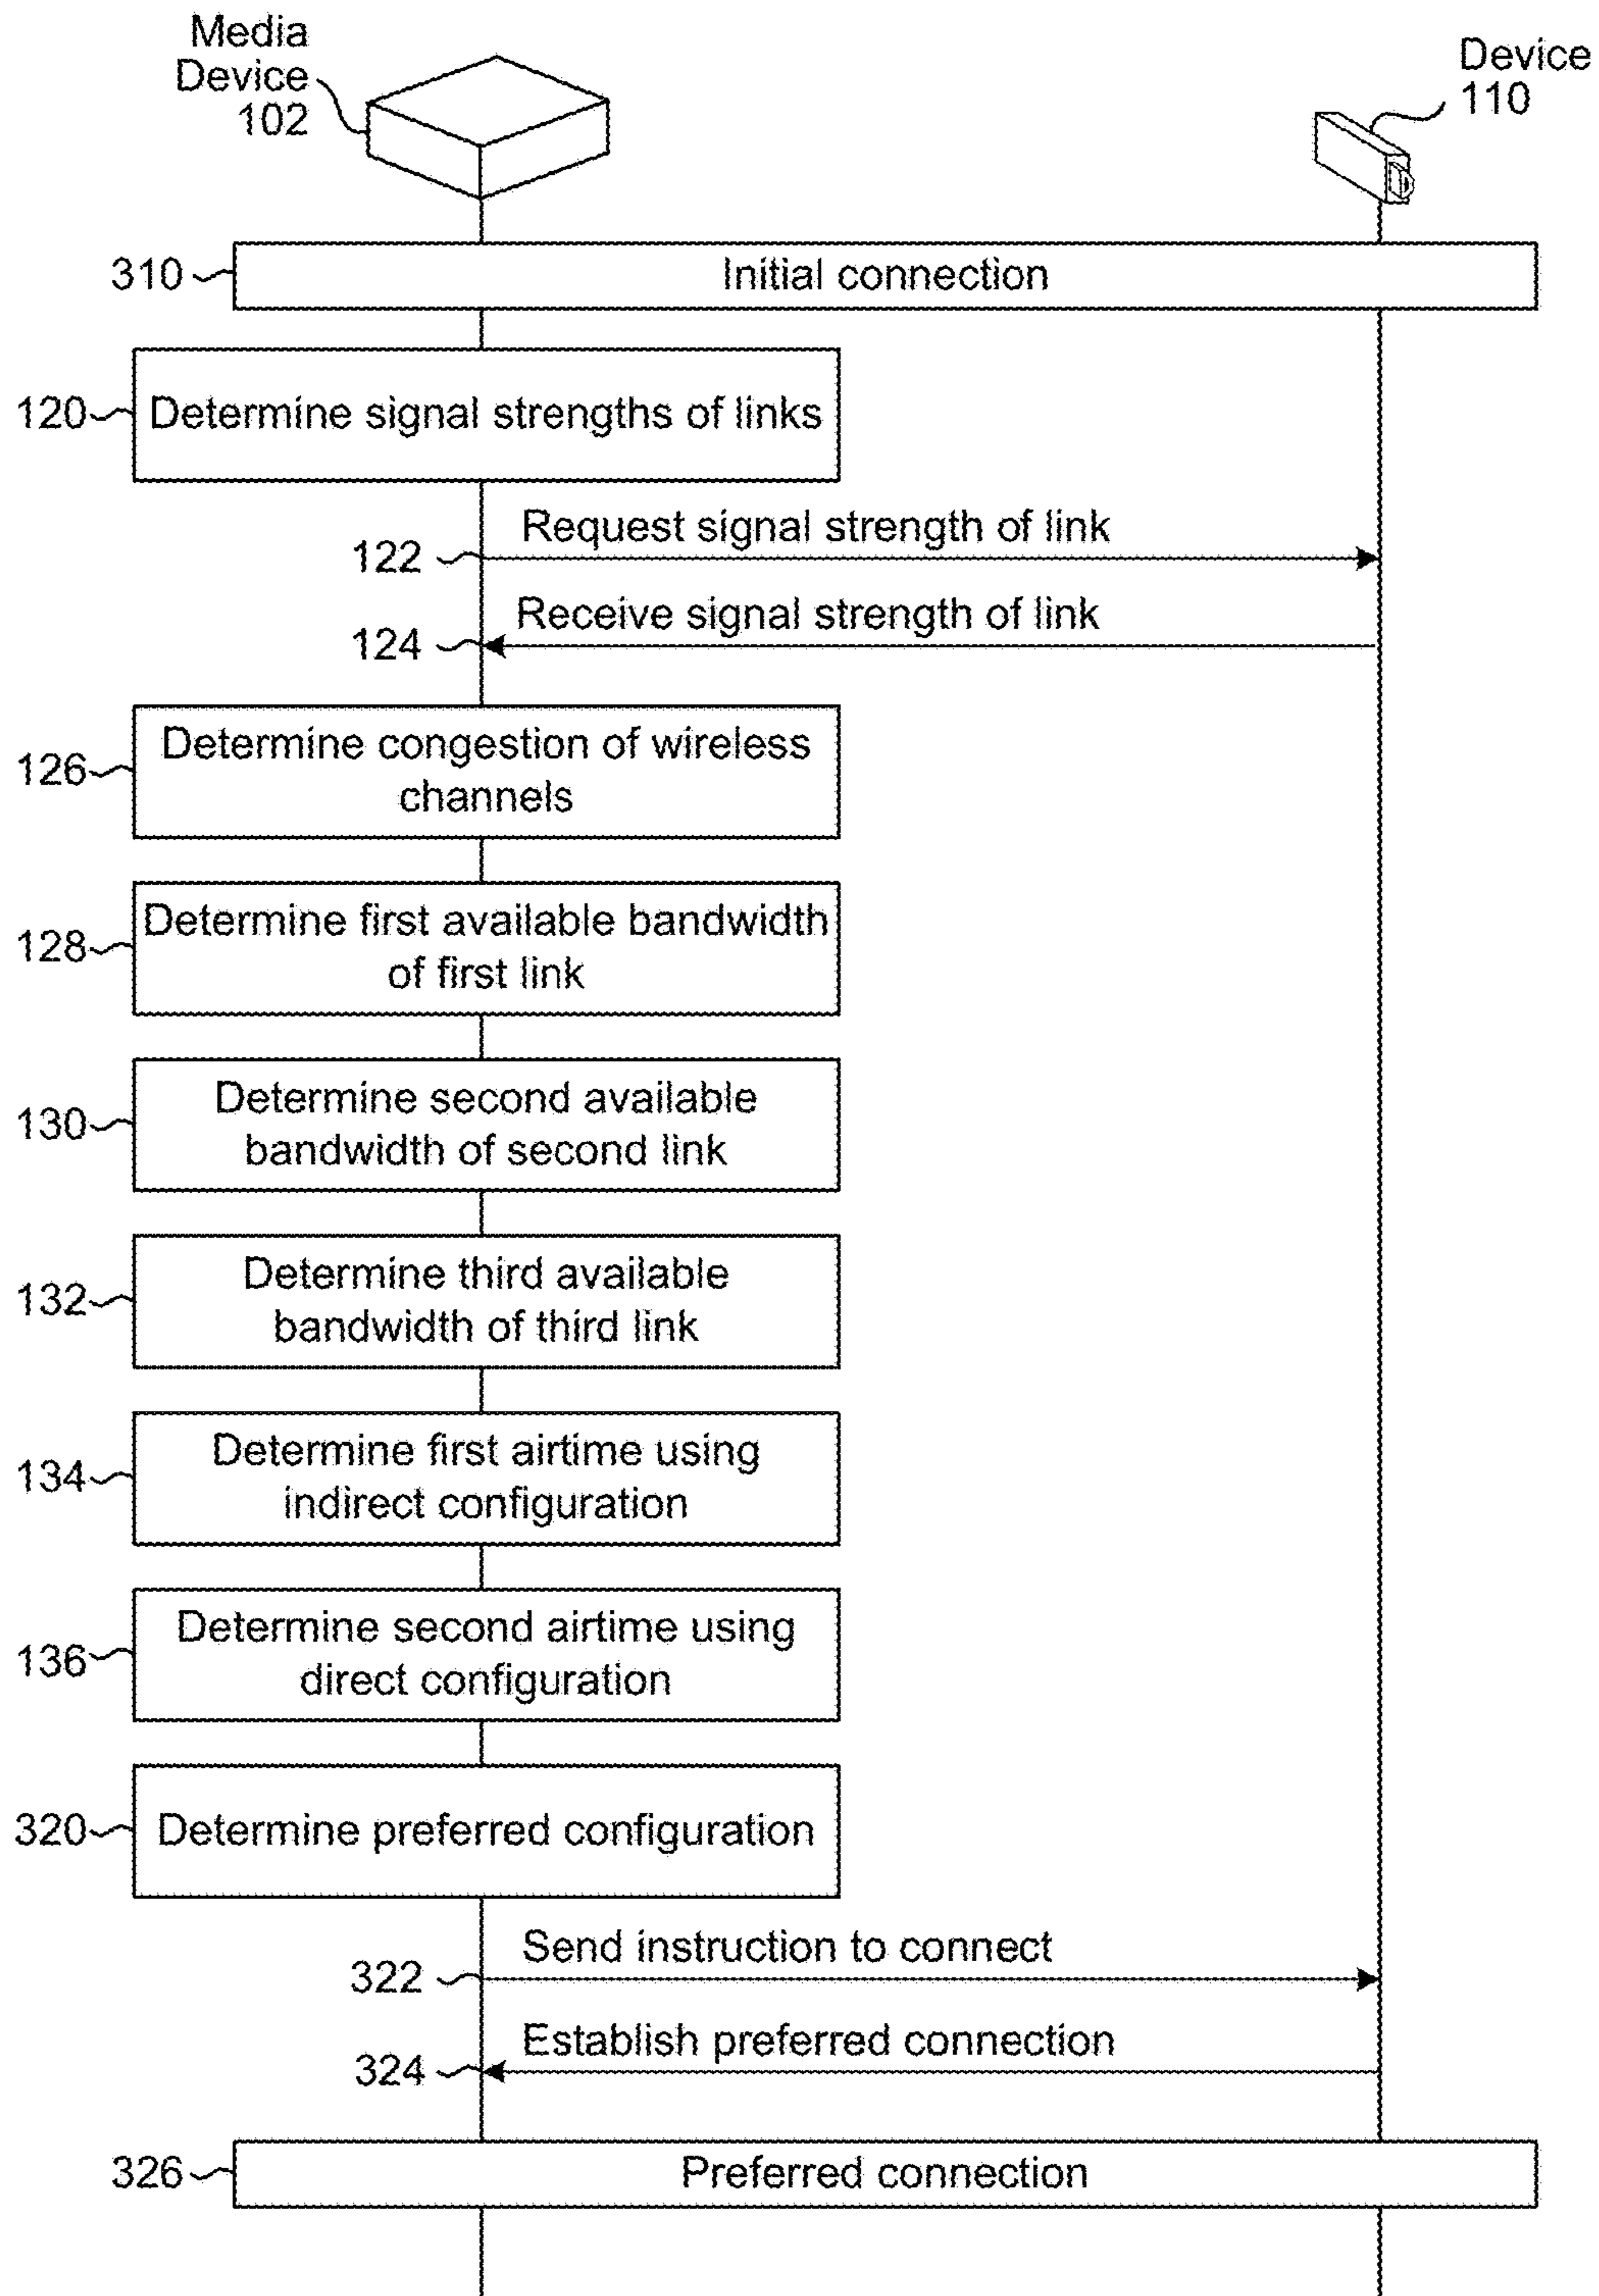 Media
Device
102
Device
110
310
Initial connection
120
Determine signal strengths of links
Request signal strength of link
122
Receive signal strength of link
124
126
Determine congestion of wireless
channels
128
Determine first available bandwidth
of first link
130
Determine second available
bandwidth of second link
132
Determine third available
bandwidth of third link
134
Determine first airtime using
indirect configuration
136
Determine second airtime using
direct configuration
320
Determine preferred configuration
Send instruction to connect
322
Establish preferred connection
324
326
Preferred connection